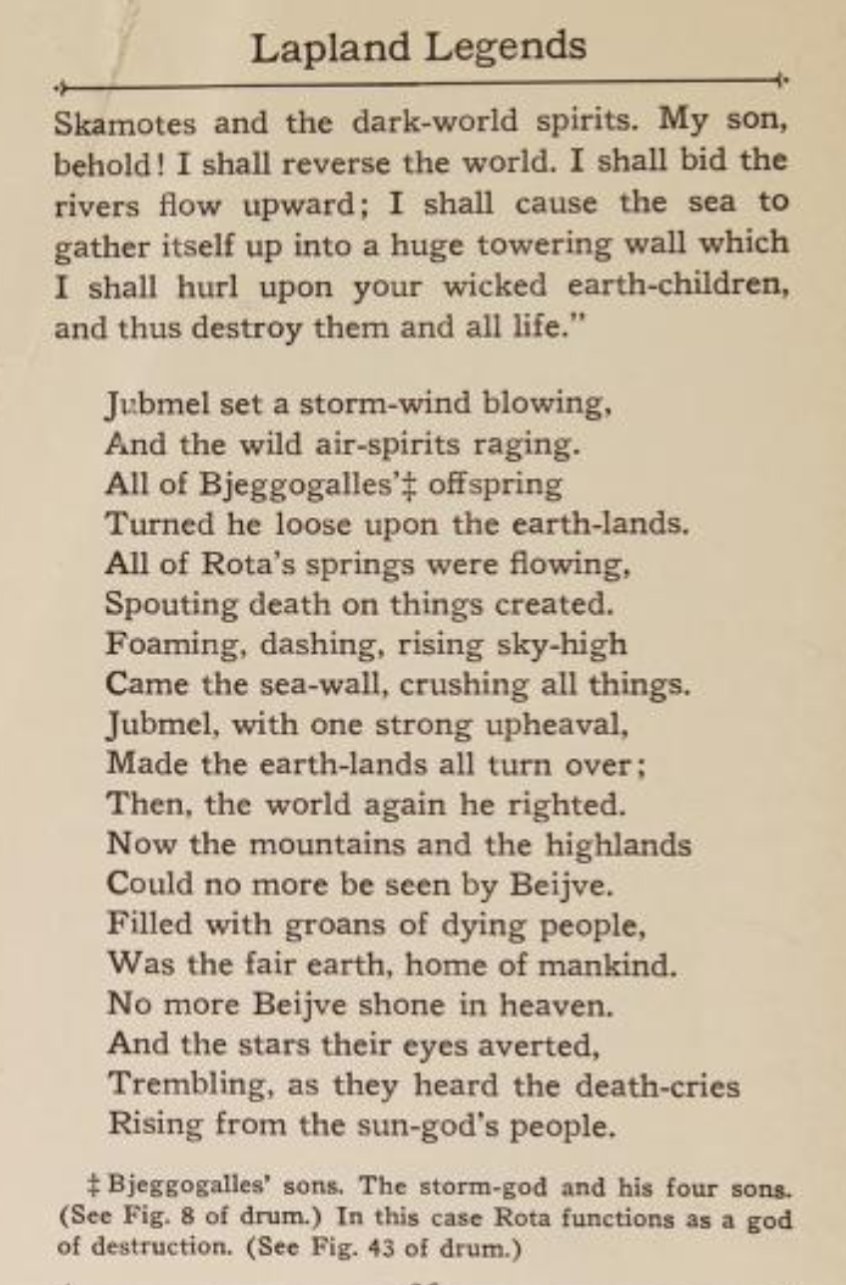 Lapland Legends
Skamotes and the dark-world spirits. My son,
behold! I shall reverse the world. I shall bid the
rivers flow upward; I shall cause the sea to
gather itself up into a huge towering wall which
I shall hurl upon your wicked earth-children,
and thus destroy them and all life."
Jubmel set a storm-wind blowing,
And the wild air-spirits raging.
All of Bjeggogalles'‡ offspring
Turned he loose upon the earth-lands.
All of Rota's springs were flowing,
Spouting death on things created.
Foaming, dashing, rising sky-high
Came the sea-wall, crushing all things.
Jubmel, with one strong upheaval,
Made the earth-lands all turn over;
Then, the world again he righted.
Now the mountains and the highlands
Could no more be seen by Beijve.
Filled with groans of dying people,
Was the fair earth, home of mankind.
No more Beijve shone in heaven.
And the stars their eyes averted,
Trembling, as they heard the death-cries
Rising from the sun-god's people.
‡ Bjeggogalles' sons. The storm-god and his four sons.
(See Fig. 8 of drum.) In this case Rota functions as a god
of destruction. (See Fig. 43 of drum.)